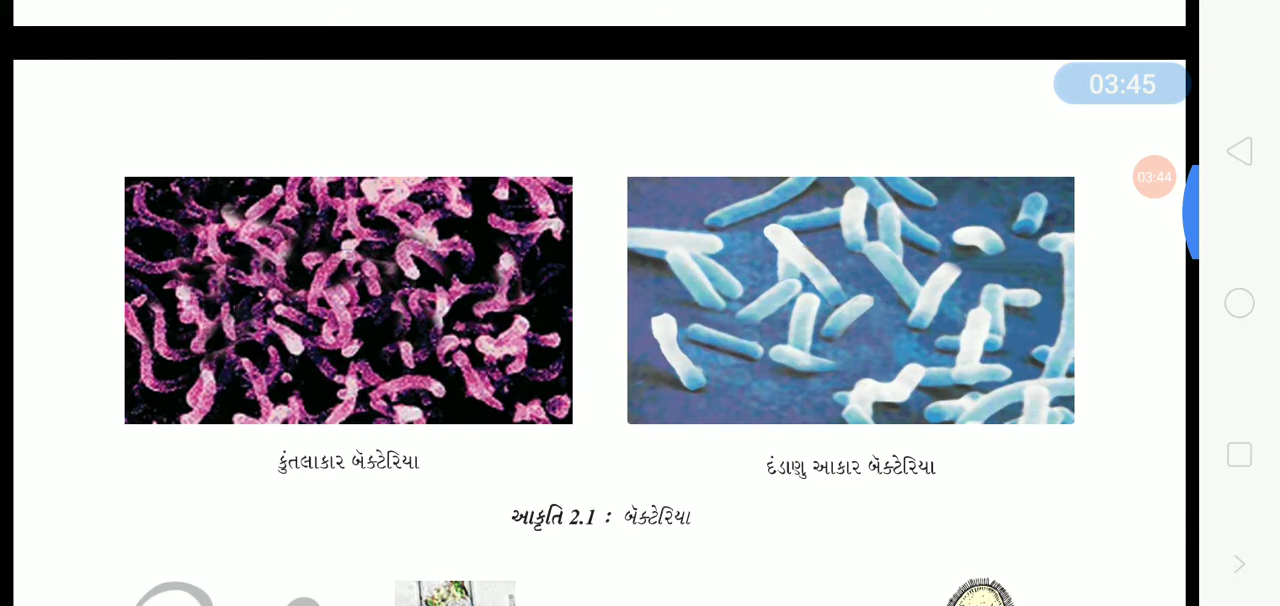 03:45
03:44
કુંતલાકાર બૅક્ટેરિયા
દંડાણુ આકાર બૅક્ટેરિયા
આકૃતિ 2.1 : બૅક્ટેરિયા